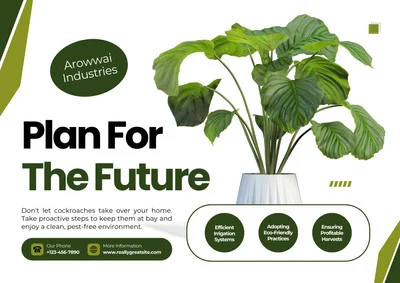 Arowwai
Industries
Plan For
The Future
Don't let cockroaches take over your home.
Take proactive steps to keep them at bay and
enjoy a clean, pest-free environment.
Our Phone
+123-456-7890
More Information
www.reallygreatsite.com
Efficient
Irrigation
Systems
Adopting
Eco-Friendly
Practices
Ensuring
Profitable
Harvests